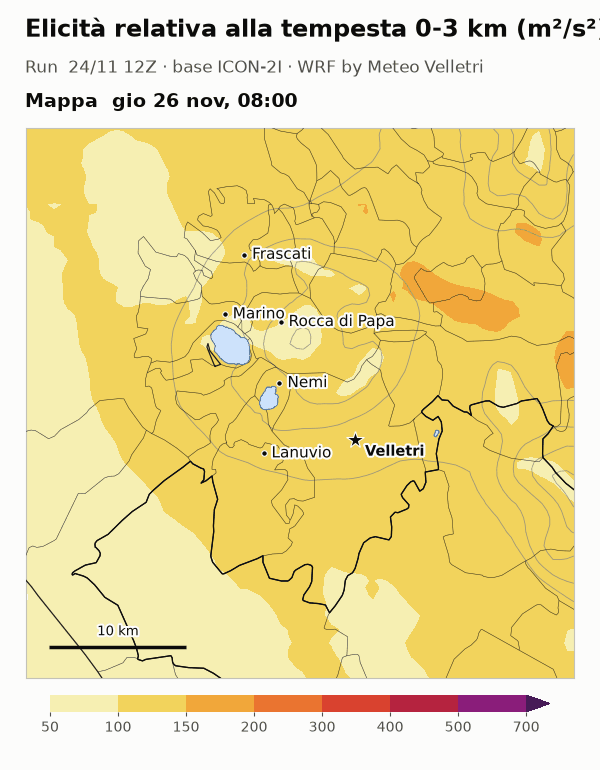 Elicità relativa alla tempesta 0-3 km (m²/s²)
Run 24/11 12Z · base ICON-2I · WRF by Meteo Velletri
Mappa gio 26 nov, 08:00
Frascati
Marino
Rocca di Papa
Nemi
Velletri
Lanuvio
10 km
50 100 150 200 300 400 500 700